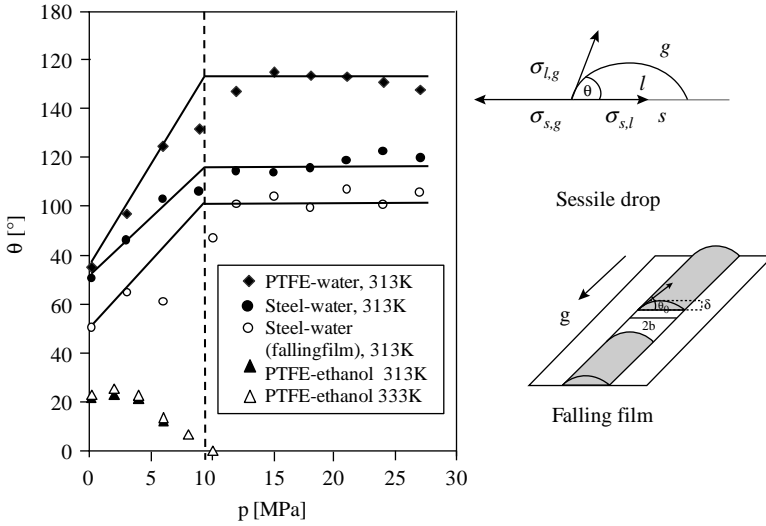 180
160
140
120
100
40
60
40
20
0
θ [°]
PTFE-water, 313K
Steel-water, 313K
Steel-water
(fallingfilm), 313K
PTFE-ethanol 313K
PTFE-ethanol 333K
0
5
10
15
20
25
30
p [MPa]
g
σl,g
l
θ
σs,g
σs,l
s
Sessile drop
g
θ0
δ
2b
Falling film